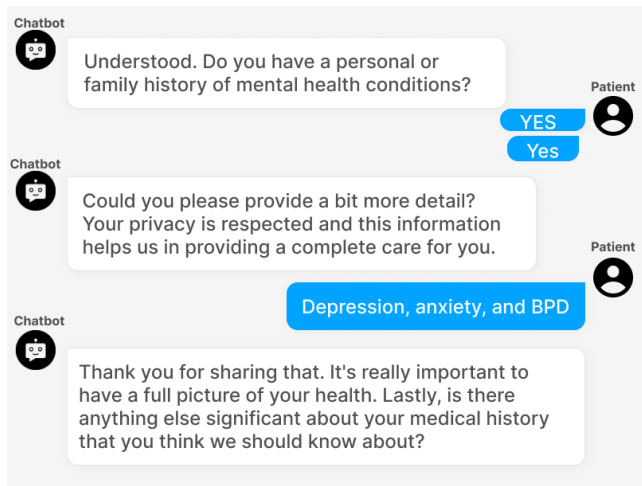 Chatbot
Understood. Do you have a personal or
family history of mental health conditions?
Patient
YES
Yes
Chatbot
Could you please provide a bit more detail?
Your privacy is respected and this information
helps us in providing a complete care for you.
Patient
Depression, anxiety, and BPD
Chatbot
Thank you for sharing that. It's really important to
have a full picture of your health. Lastly, is there
anything else significant about your medical history
that you think we should know about?